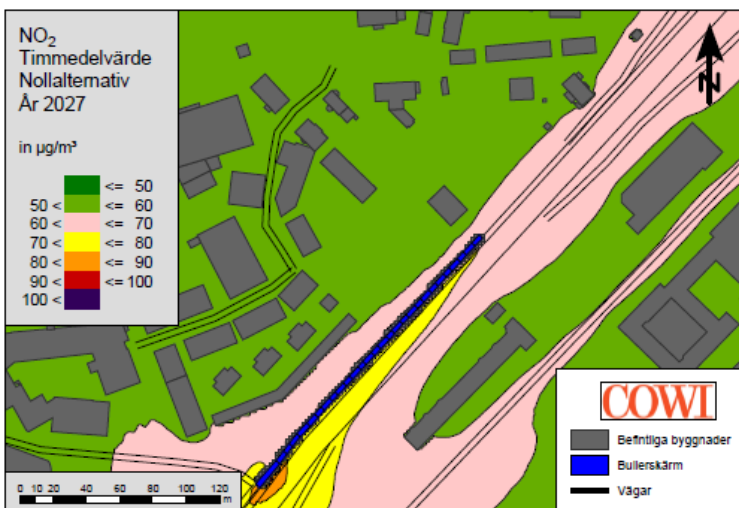 NO2
Timmedelvärde
Nollalternativ
År 2027
in µg/m³
<= 50
50 < <= 60
60 < <= 70
70 < <= 80
80 < <= 90
90 < <= 100
100 <
N
0 10 20 40 60 80 100 120
m
COWI
Befintliga byggnader
Bullerskärm
Vägar